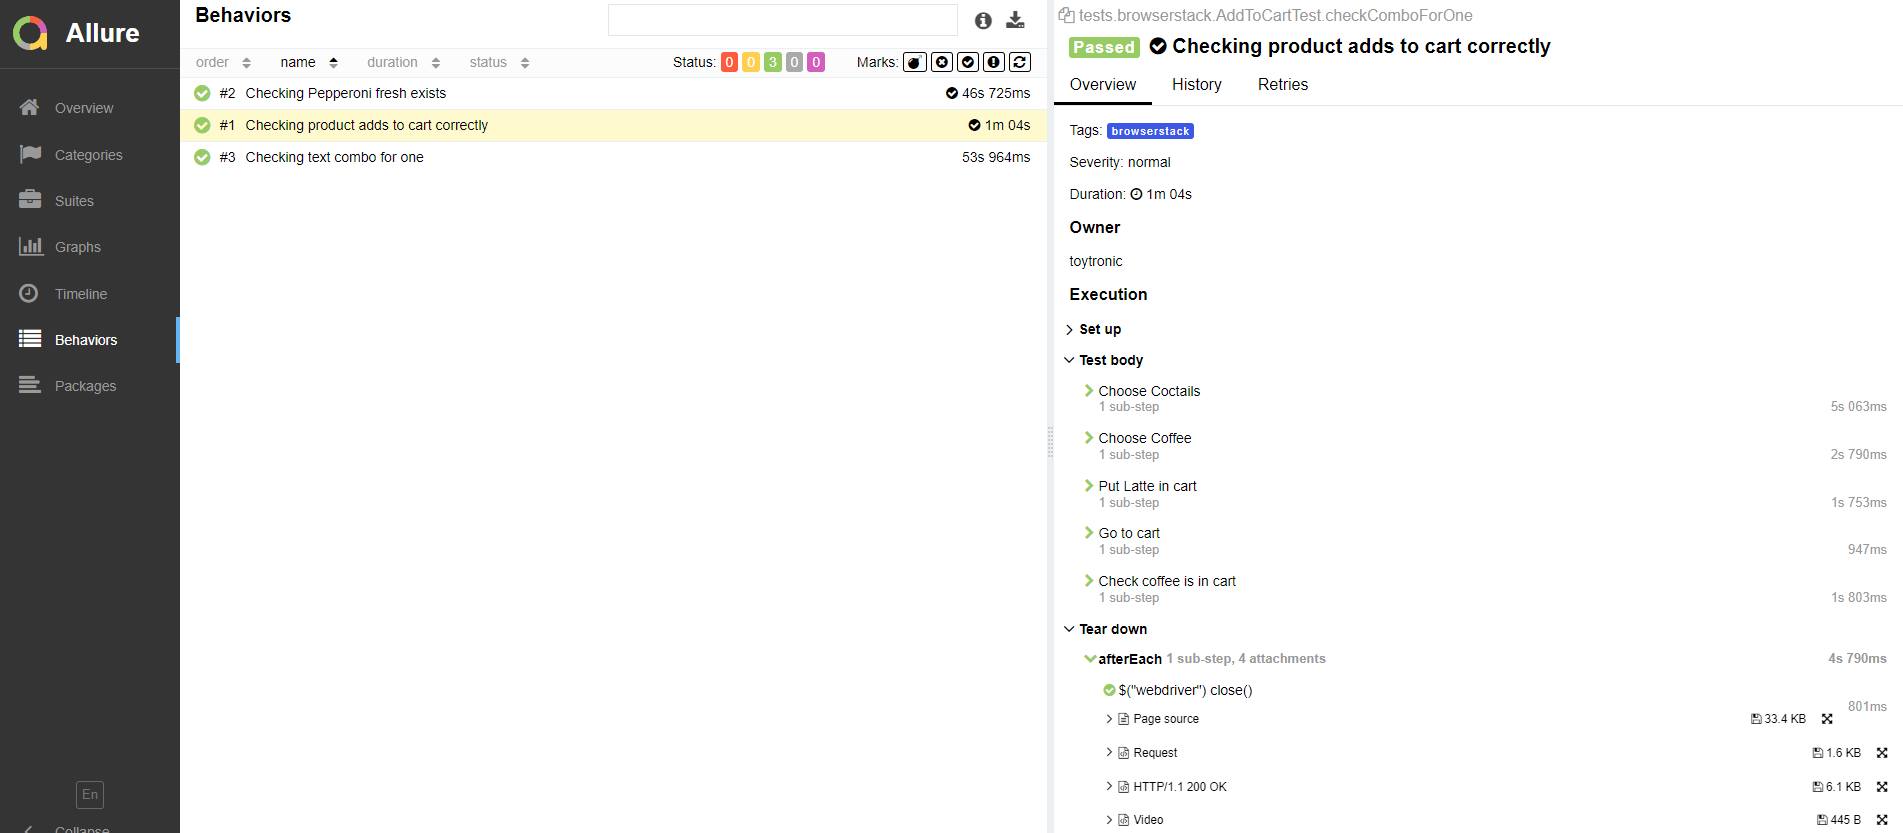 Allure
Overview
Categories
Suites
Graphs
Timeline
Behaviors
Packages
En
Collapse
Behaviors
order name duration status Status: 0 0 3 0 0 Marks:
#2 Checking Pepperoni fresh exists 46s 725ms
#1 Checking product adds to cart correctly 1m 04s
#3 Checking text combo for one 53s 964ms
tests.browserstack.AddToCartTest.checkComboForOne
Passed Checking product adds to cart correctly
Overview History Retries
Tags: browserstack
Severity: normal
Duration: 1m 04s
Owner
toytronic
Execution
Set up
Test body
Choose Coctails
1 sub-step 5s 063ms
Choose Coffee
1 sub-step 2s 790ms
Put Latte in cart
1 sub-step 1s 753ms
Go to cart
1 sub-step 947ms
Check coffee is in cart
1 sub-step 1s 803ms
Tear down
afterEach 1 sub-step, 4 attachments 4s 790ms
$("webdriver") close()
801ms
Page source 33.4 KB
Request 1.6 KB
HTTP/1.1 200 OK 6.1 KB
Video 445 B